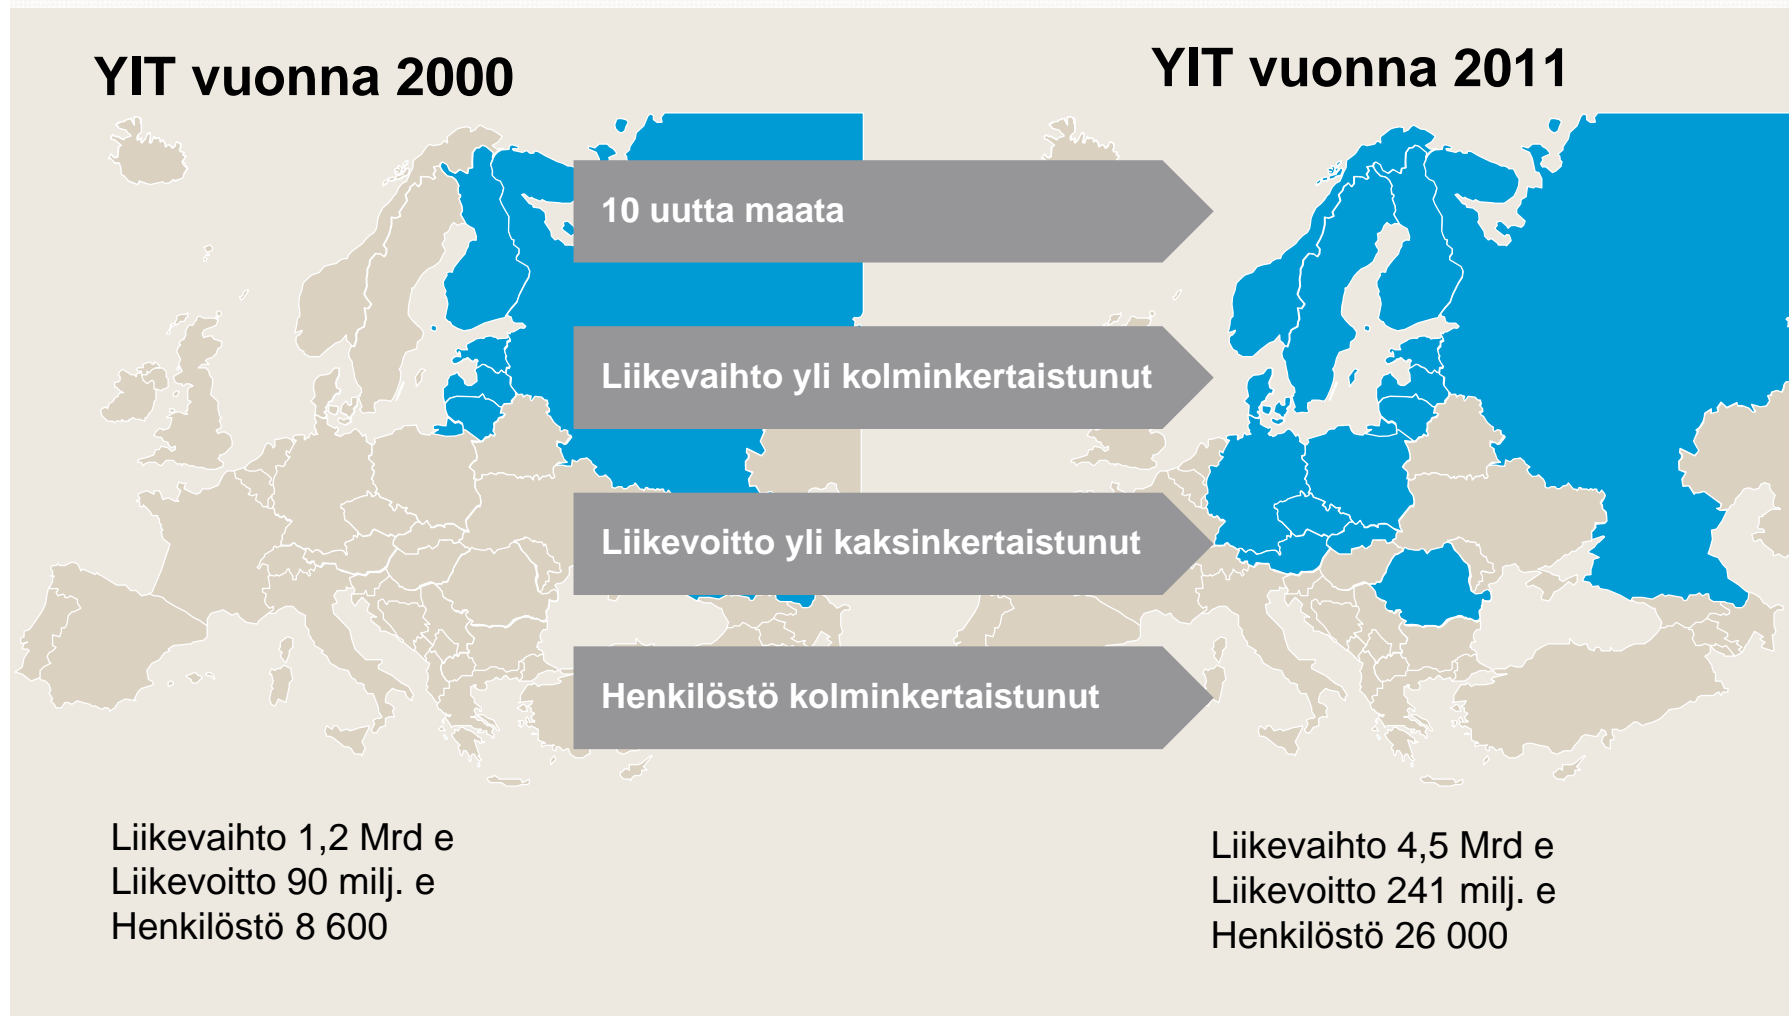 YIT vuonna 2000
YIT vuonna 2011
10 uutta maata
Liikevaihto yli kolminkertaistunut
Liikevoitto yli kaksinkertaistunut
Henkilöstö kolminkertaistunut
Liikevaihto 1,2 Mrd e
Liikevoitto 90 milj. e
Henkilöstö 8 600
Liikevaihto 4,5 Mrd e
Liikevoitto 241 milj. e
Henkilöstö 26 000